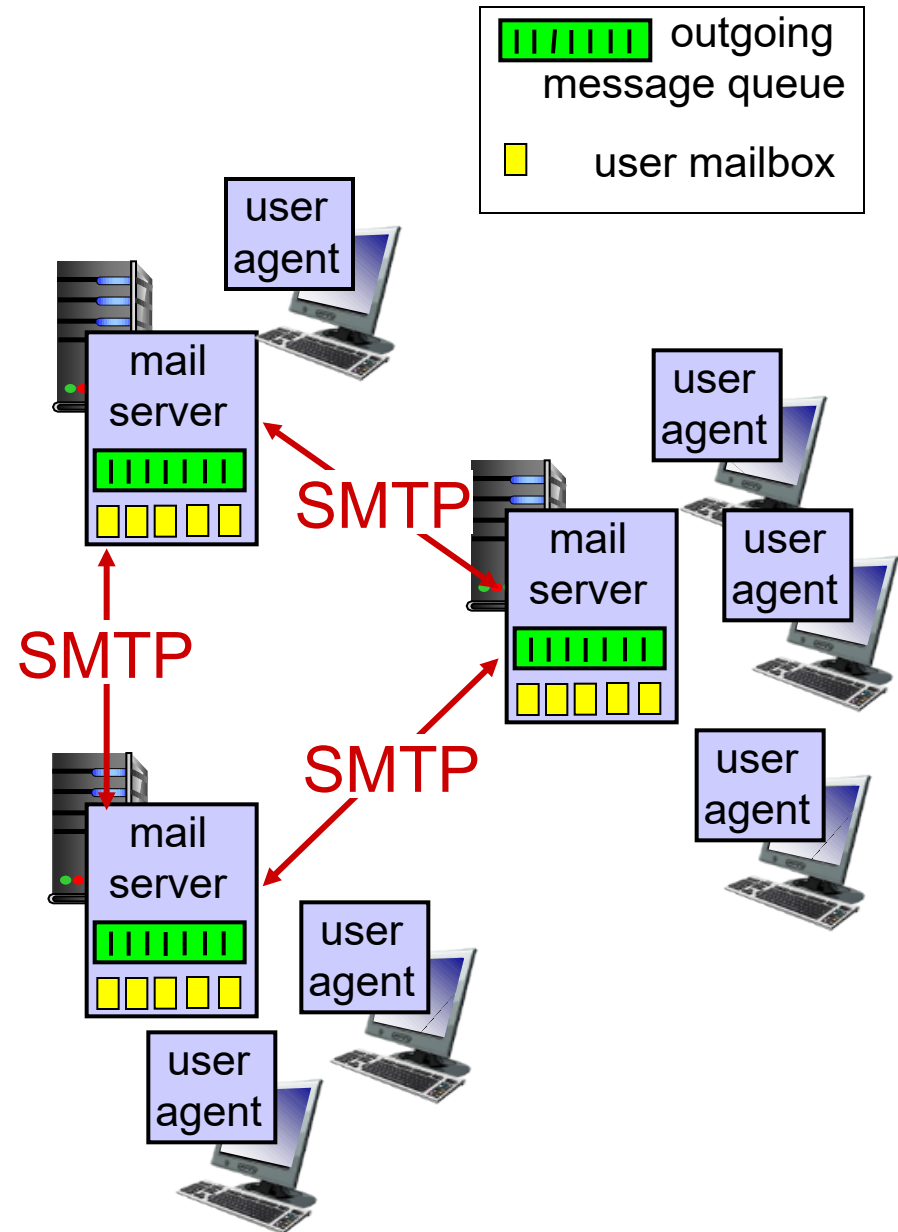 outgoing
message queue
user mailbox
user
agent
mail
server
user
agent
SMTP
mail
server
user
agent
SMTP
SMTP
user
agent
mail
server
user
agent
user
agent